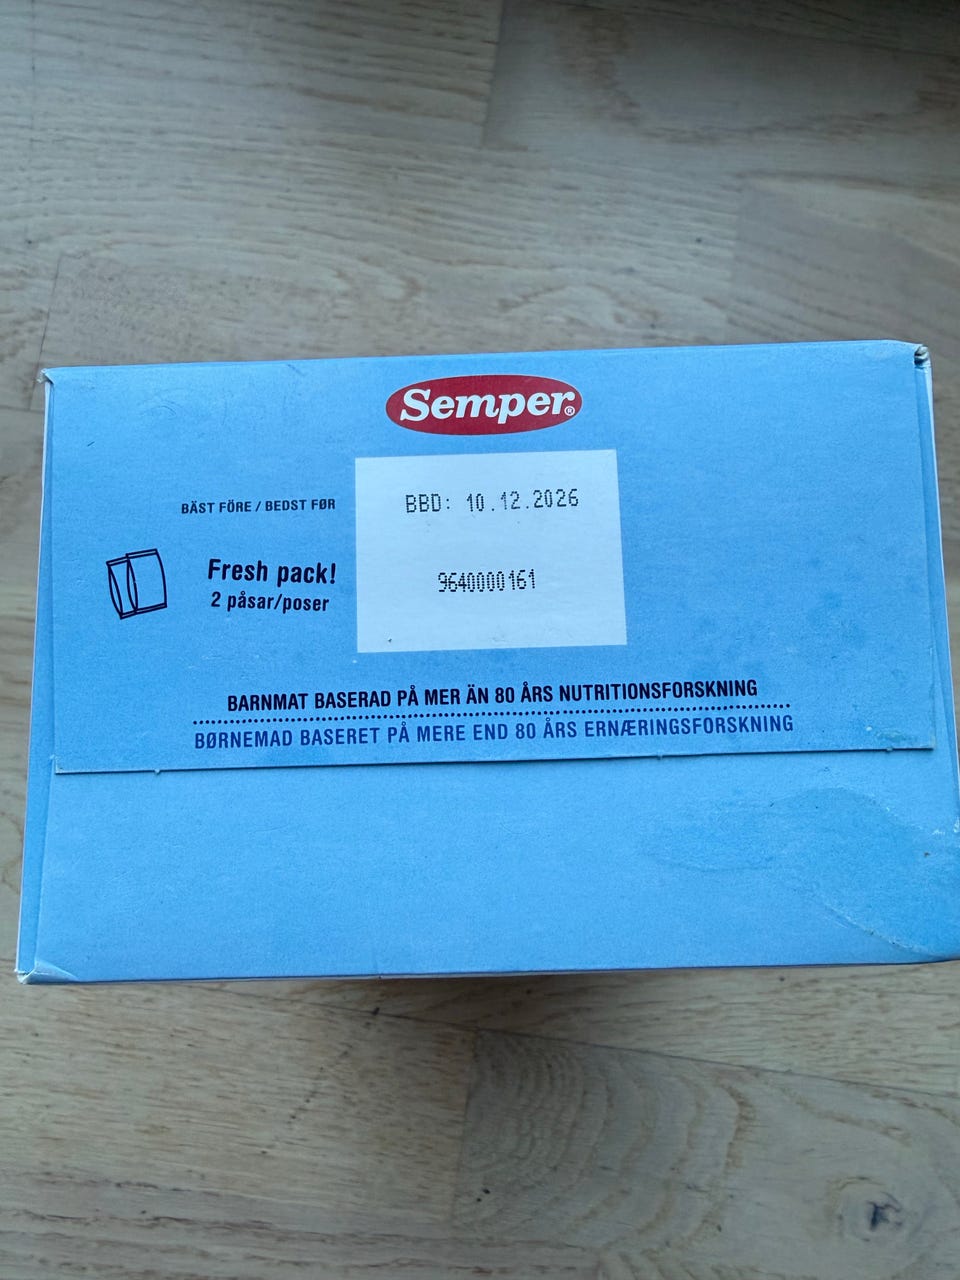 Semper®
BÄST FÖRE / BEDST FØR
BBD: 10.12.2026
Fresh pack!
2 påsar/poser
9640000161
BARNMAT BASERAD PÅ MER ÄN 80 ÅRS NUTRITIONSFORSKNING
BØRNEMAD BASERET PÅ MERE END 80 ÅRS ERNÆRINGSFORSKNING